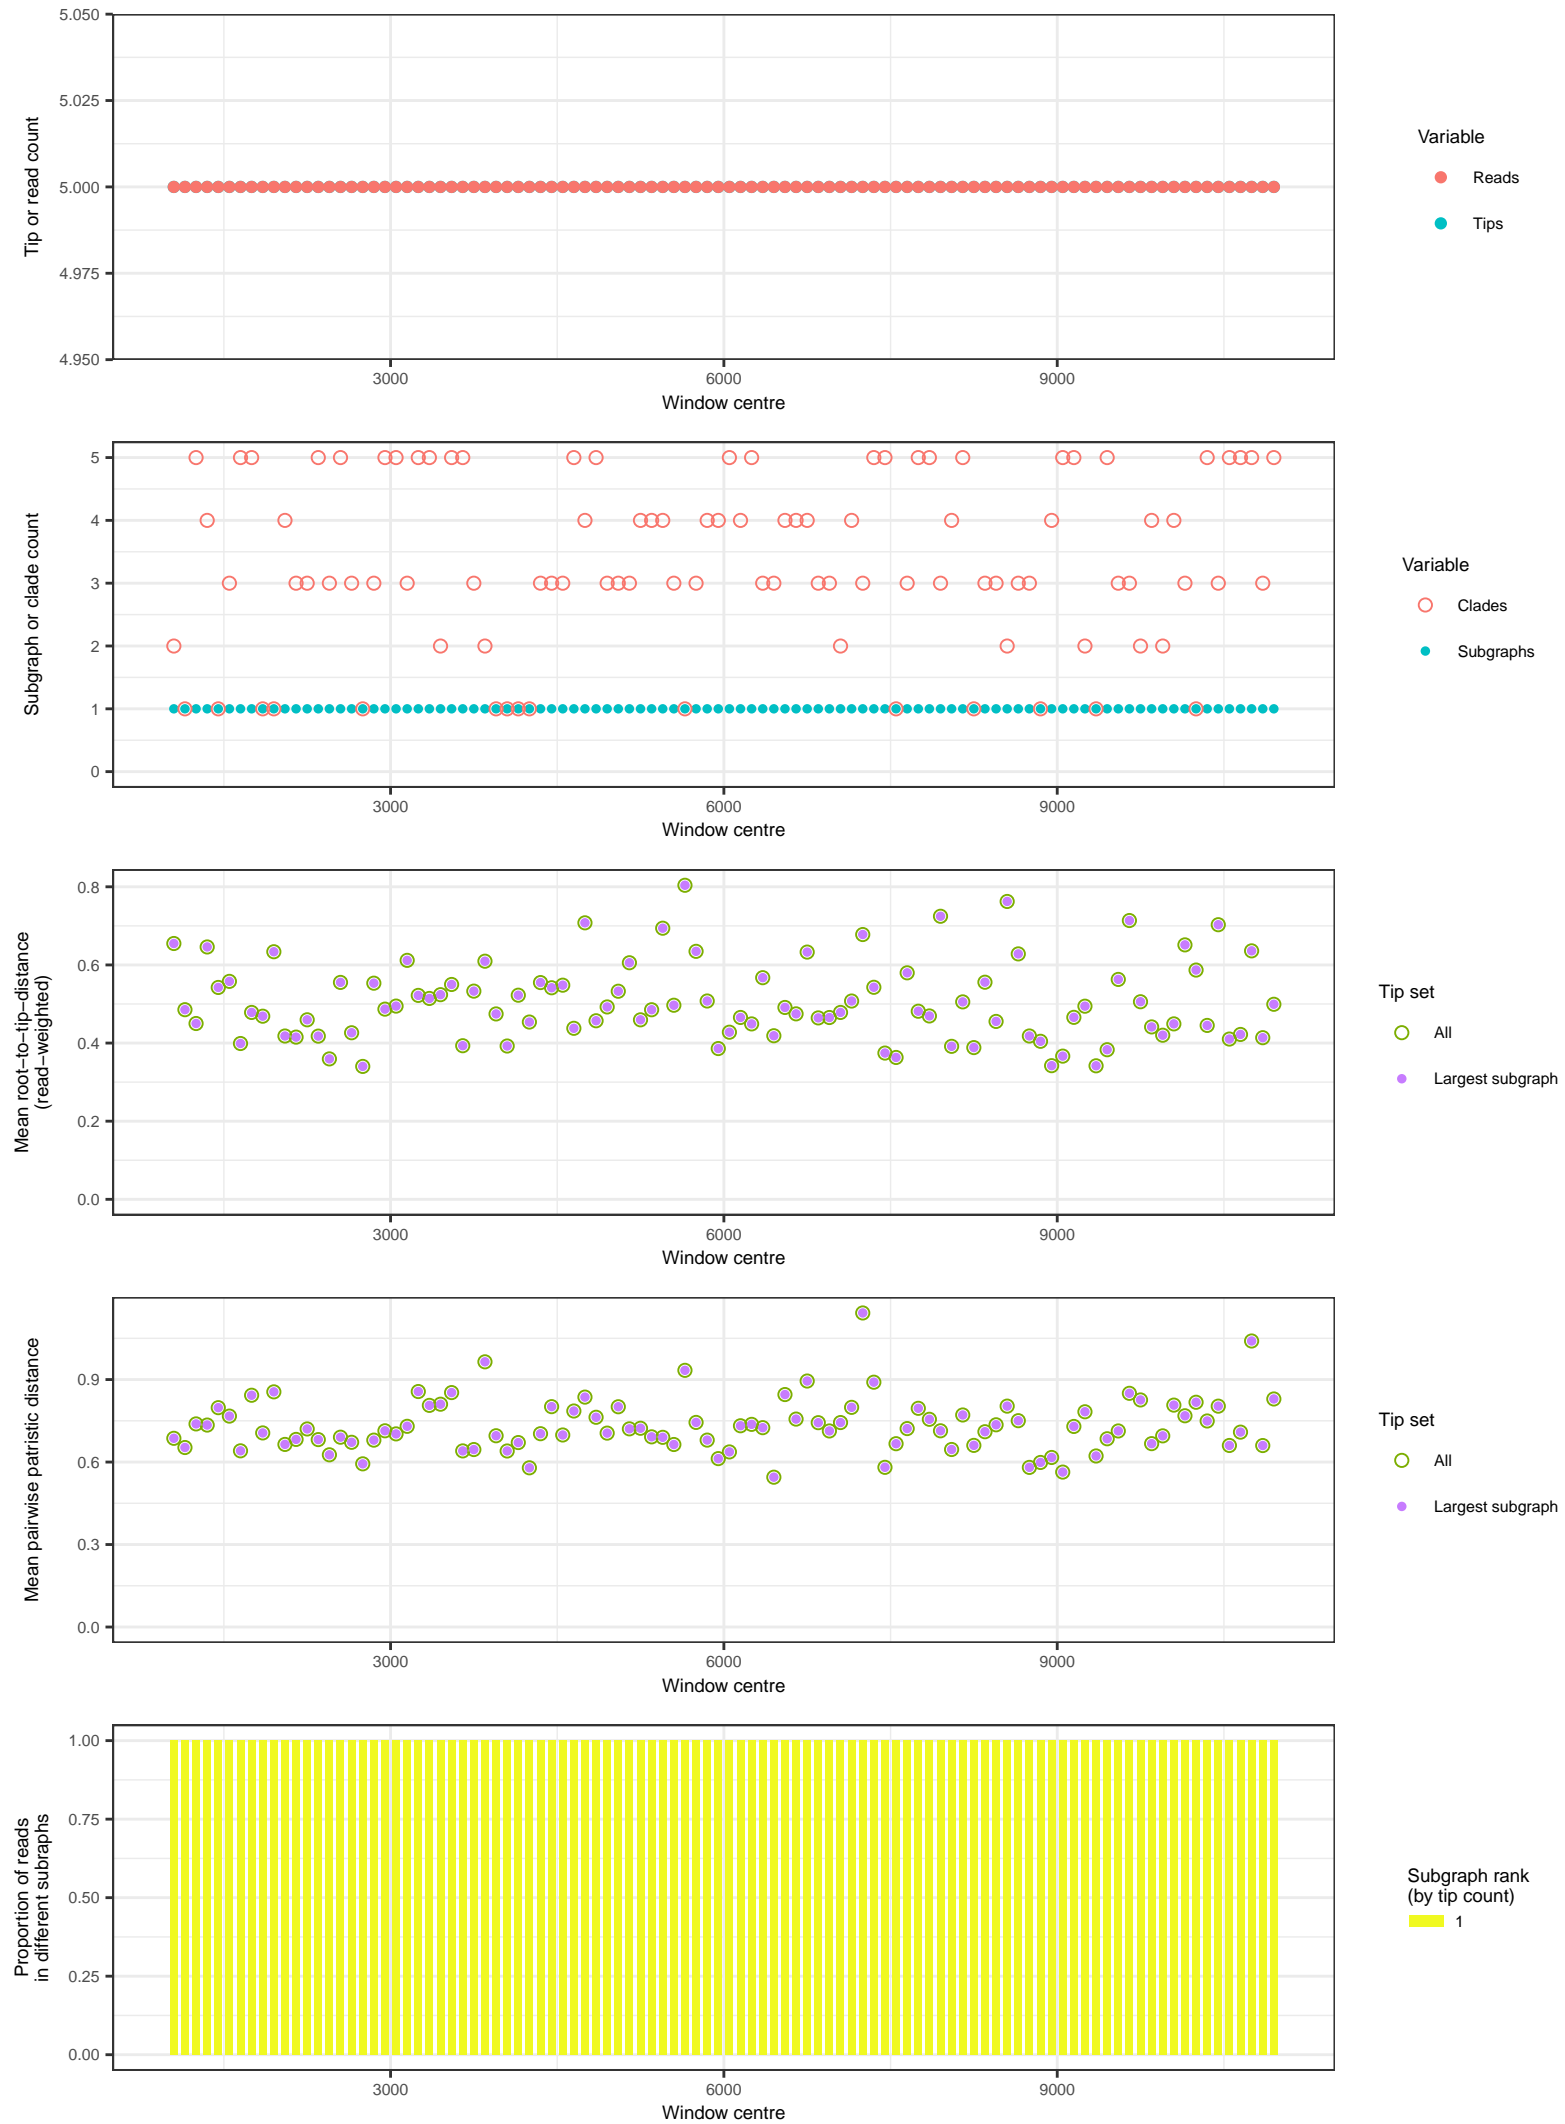 5.050
5.025
5.000
4.975
4.950
Tip or read count
3000
6000
9000
Window centre
Variable
Reads
Tips
5
4
3
2
1
0
Subgraph or clade count
3000
6000
9000
Window centre
Variable
Clades
Subgraphs
0.8
0.6
0.4
0.2
0.0
Mean root−to−tip−distance
(read−weighted)
3000
6000
9000
Window centre
Tip set
All
Largest subgraph
0.9
0.6
0.3
0.0
Mean pairwise patristic distance
3000
6000
9000
Window centre
Tip set
All
Largest subgraph
1.00
0.75
0.50
0.25
0.00
Proportion of reads
in different subraphs
3000
6000
9000
Window centre
Subgraph rank
(by tip count)
1